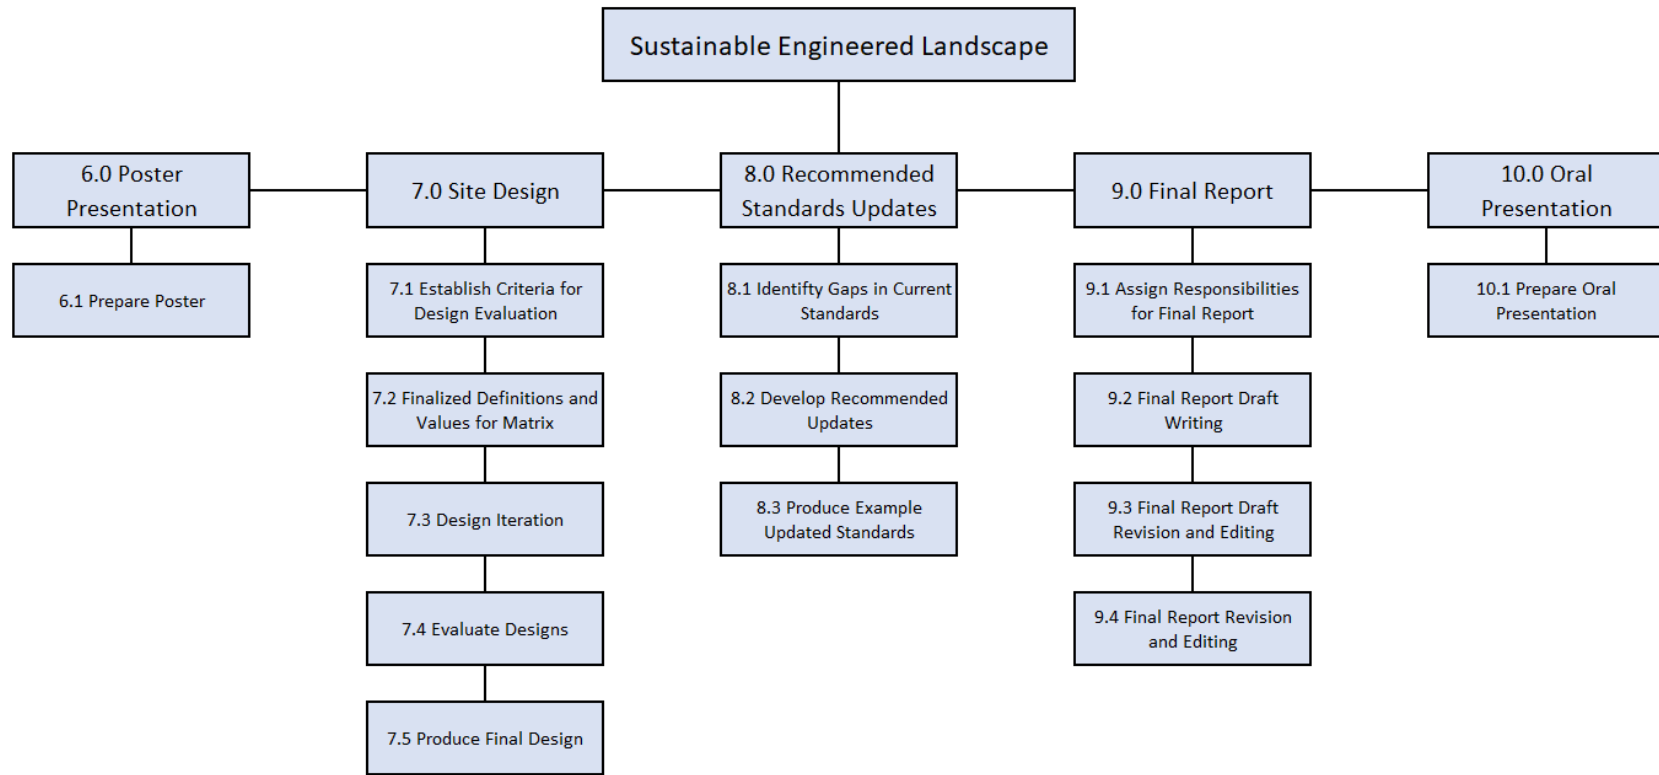 Sustainable Engineered Landscape
6.0 Poster
Presentation
7.0 Site Design
8.0 Recommended
Standards Updates
9.0 Final Report
10.0 Oral
Presentation
6.1 Prepare Poster
7.1 Establish Criteria for
Design Evaluation
8.1 Identifty Gaps in Current
Standards
9.1 Assign Responsibilities
for Final Report
10.1 Prepare Oral
Presentation
7.2 Finalized Definitions and
Values for Matrix
8.2 Develop Recommended
Updates
9.2 Final Report Draft
Writing
7.3 Design Iteration
8.3 Produce Example
Updated Standards
9.3 Final Report Draft
Revision and Editing
7.4 Evaluate Designs
9.4 Final Report Revision
and Editing
7.5 Produce Final Design